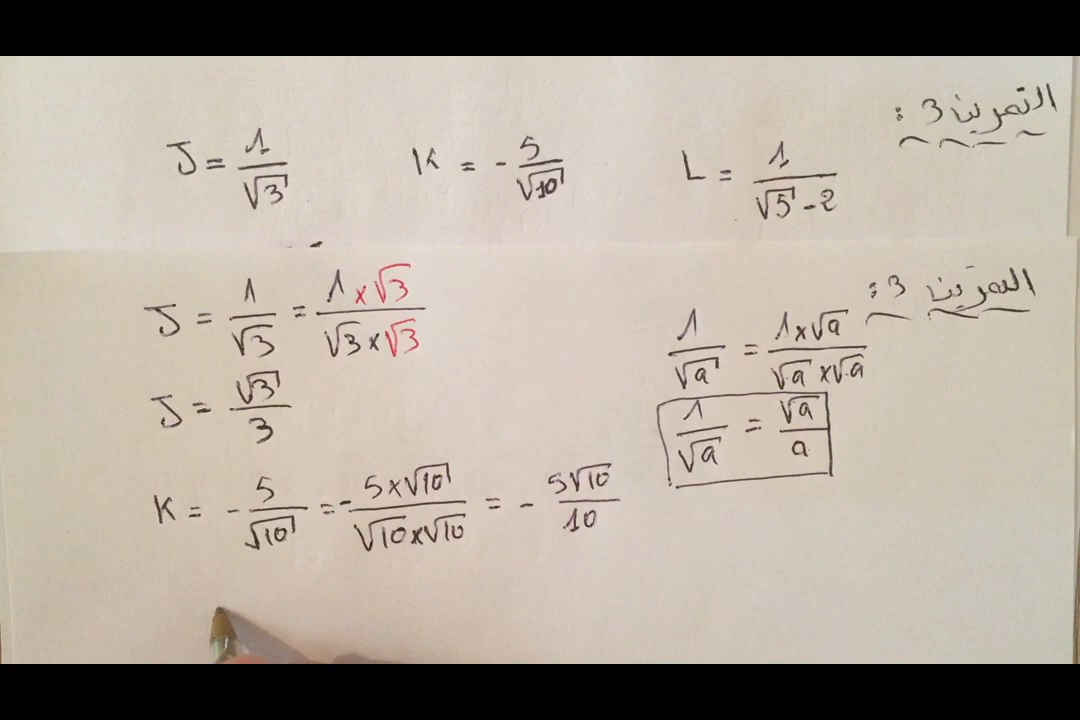 التمرين 3 :
J = 1/√3 K = - 5/√10 L = 1/(√5 - 2)
التمرين 3 :
J = 1/√3 = (1 × √3)/(√3 × √3)
J = √3/3
K = - 5/√10 = - (5 × √10)/(√10 × √10) = - 5√10/10
1/√a = (1 × √a)/(√a × √a)
1/√a = √a/a